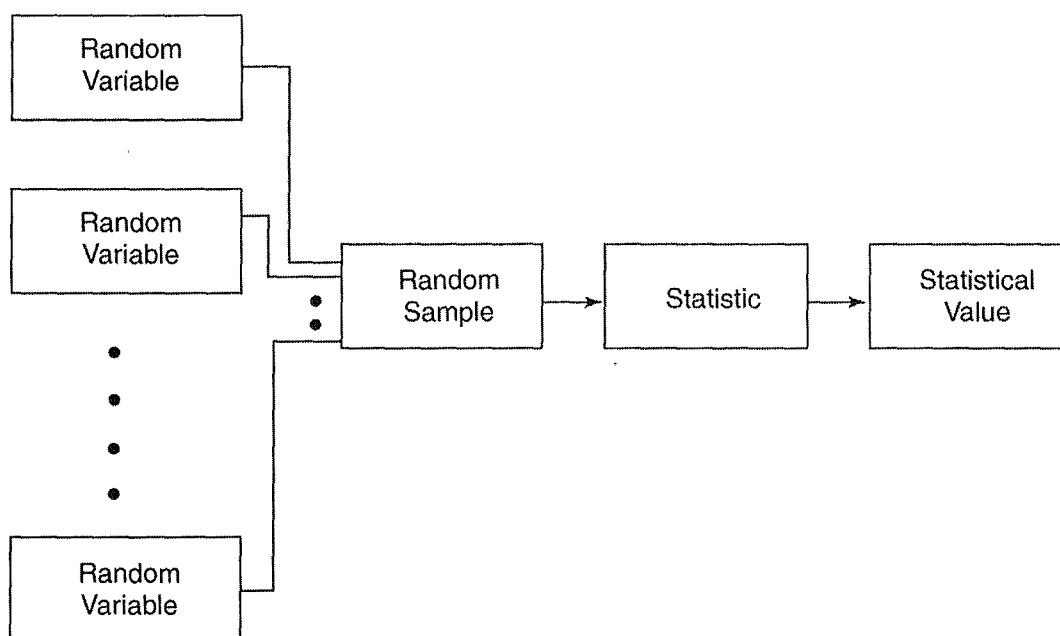 Random
Variable
Random
Variable
Random
Sample
Statistic
Statistical
Value
Random
Variable